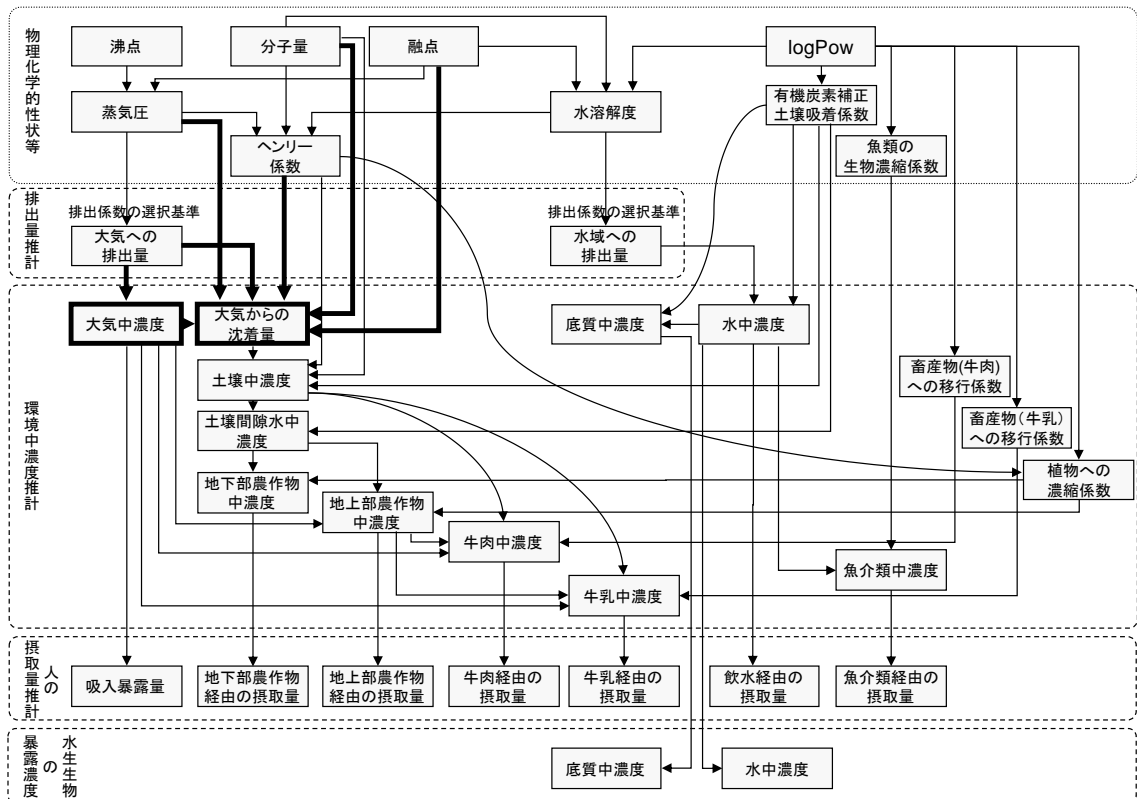 物理化学的性状等
沸点
分子量
融点
logPow
蒸気圧
水溶解度
有機炭素補正
土壌吸着係数
ヘンリー
係数
魚類の
生物濃縮係数
排出量推計
排出係数の選択基準
大気への
排出量
排出係数の選択基準
水域への
排出量
環境中濃度推計
大気中濃度
大気からの
沈着量
底質中濃度
水中濃度
土壌中濃度
畜産物(牛肉)
への移行係数
土壌間隙水中
濃度
畜産物(牛乳)
への移行係数
地下部農作物
中濃度
植物への
濃縮係数
地上部農作物
中濃度
牛肉中濃度
魚介類中濃度
牛乳中濃度
人の
摂取量推計
吸入暴露量
地下部農作物
経由の摂取量
地上部農作物
経由の摂取量
牛肉経由の
摂取量
牛乳経由の
摂取量
飲水経由の
摂取量
魚介類経由の
摂取量
水生生物
の
暴露濃度
底質中濃度
水中濃度